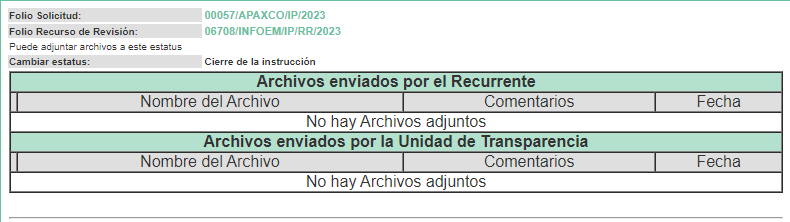 Folio Solicitud: 00057/APAXCO/IP/2023
Folio Recurso de Revisión: 06708/INFOEM/IP/RR/2023
Puede adjuntar archivos a este estatus
Cambiar estatus: Cierre de la instrucción
Archivos enviados por el Recurrente
Nombre del Archivo Comentarios Fecha
No hay Archivos adjuntos
Archivos enviados por la Unidad de Transparencia
Nombre del Archivo Comentarios Fecha
No hay Archivos adjuntos